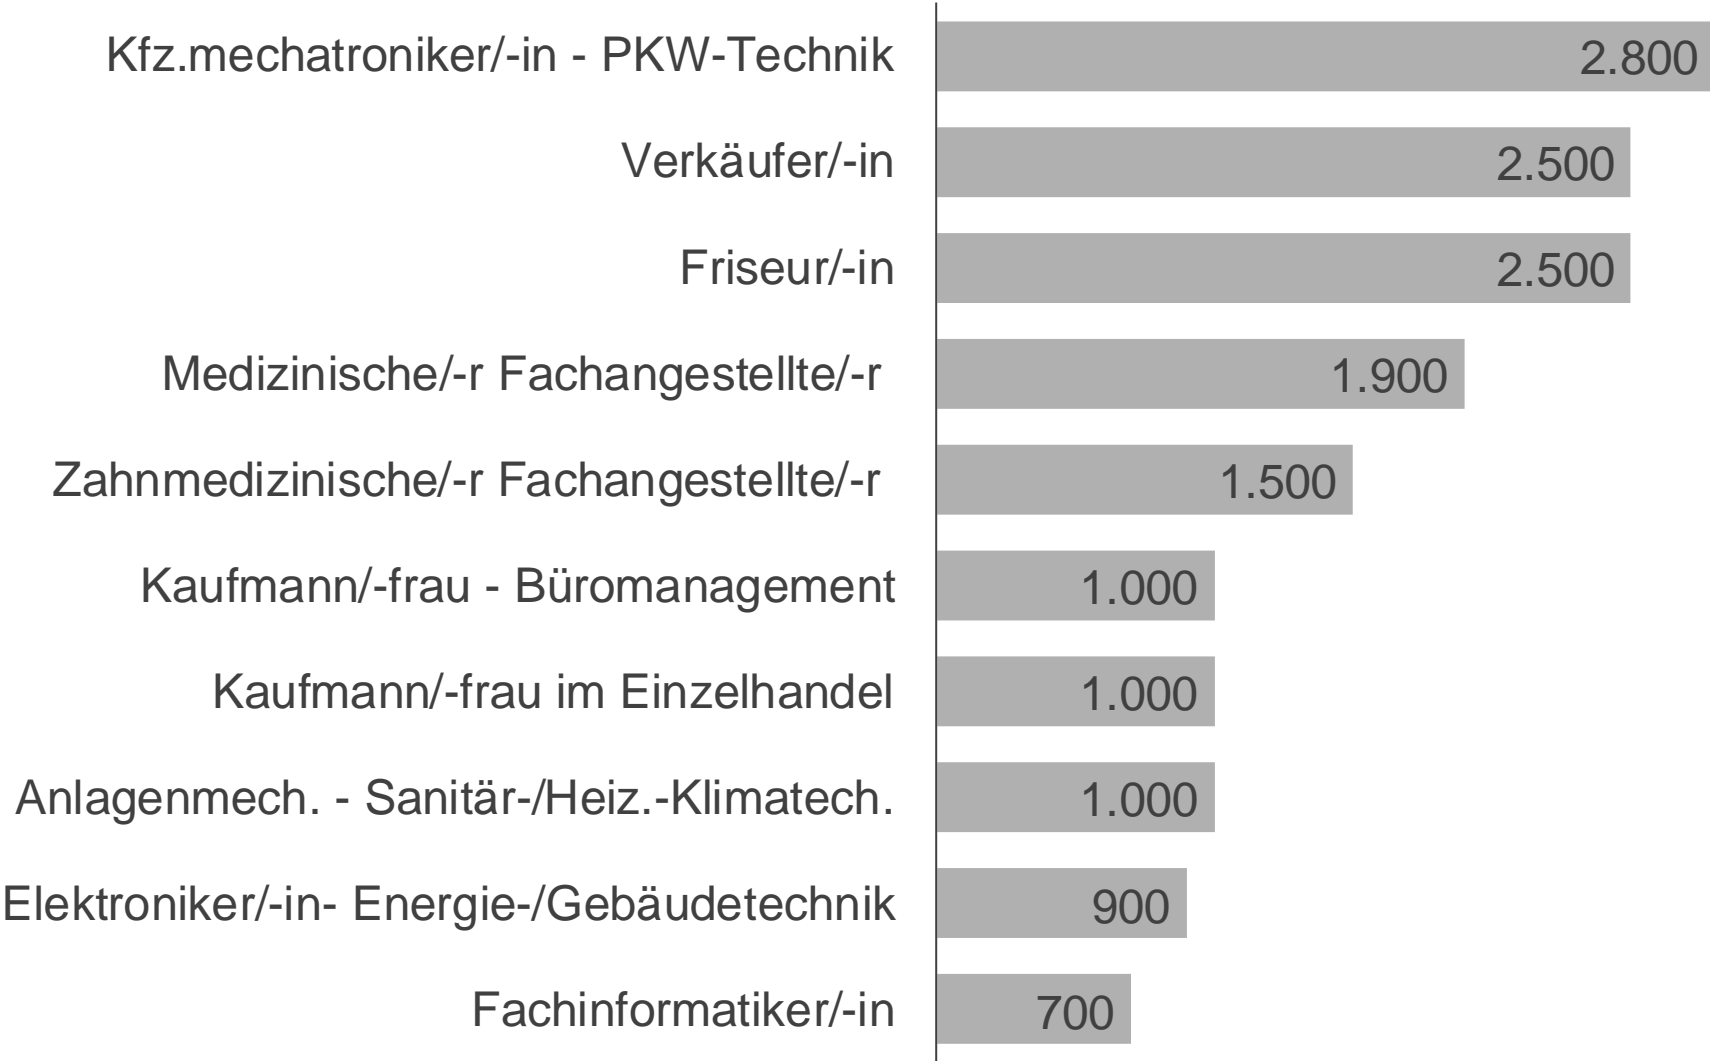 Kfz.mechatroniker/-in - PKW-Technik 2.800
Verkäufer/-in 2.500
Friseur/-in 2.500
Medizinische/-r Fachangestellte/-r 1.900
Zahnmedizinische/-r Fachangestellte/-r 1.500
Kaufmann/-frau - Büromanagement 1.000
Kaufmann/-frau im Einzelhandel 1.000
Anlagenmech. - Sanitär-/Heiz.-Klimatech. 1.000
Elektroniker/-in- Energie-/Gebäudetechnik 900
Fachinformatiker/-in 700